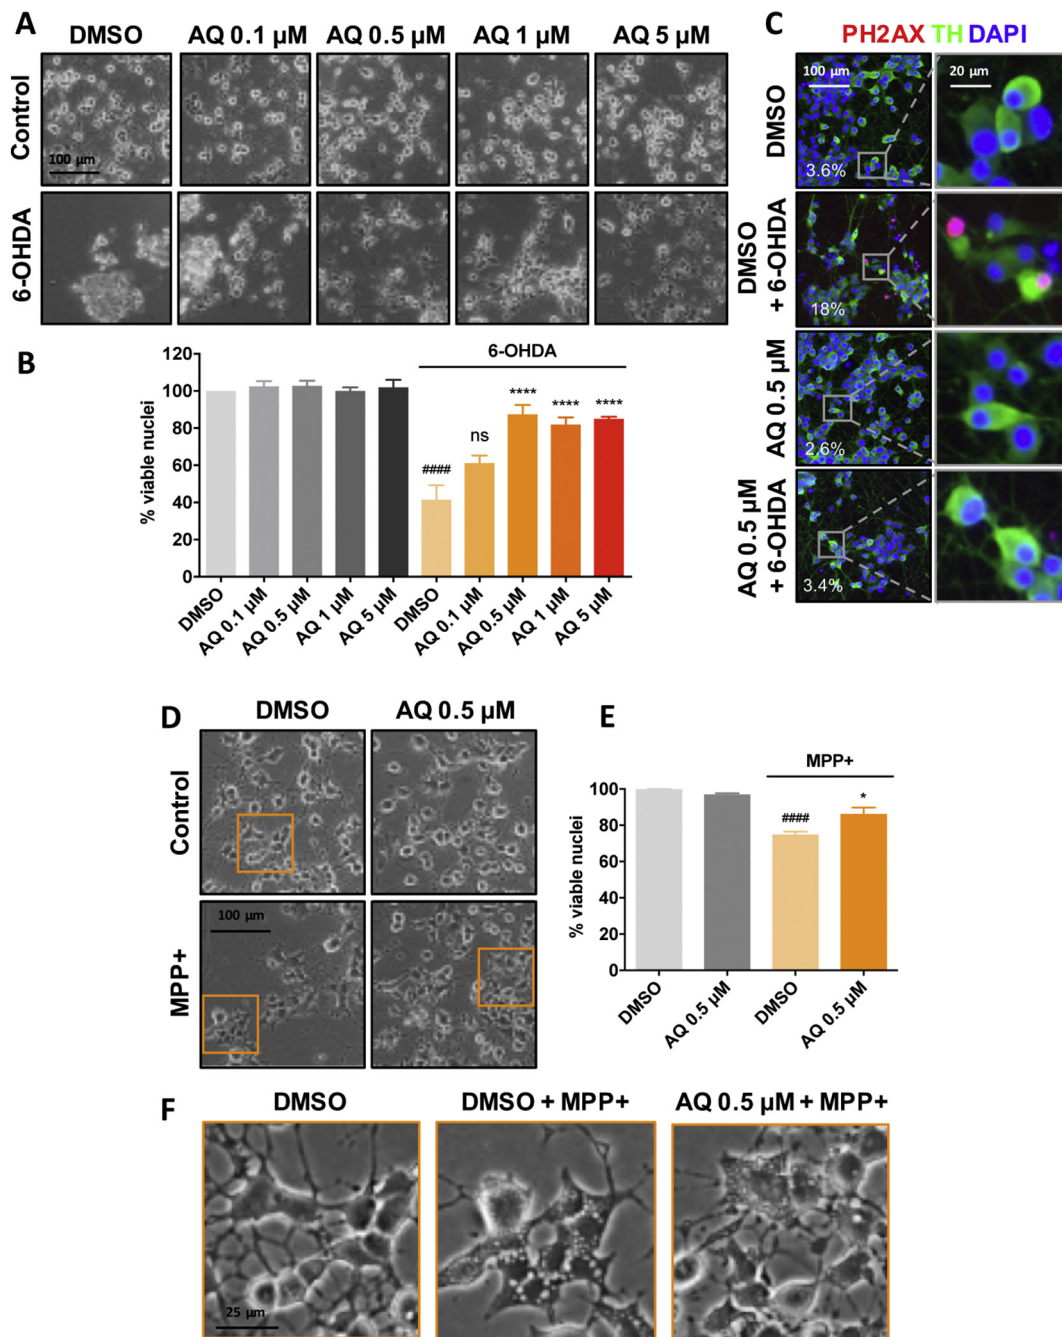 A
DMSO
AQ 0.1 µM
AQ 0.5 µM
AQ 1 µM
AQ 5 µM
Control
100 µm
6-OHDA
B
6-OHDA
% viable nuclei
120
100
80
60
40
20
0
####
ns
****
****
****
DMSO
AQ 0.1 µM
AQ 0.5 µM
AQ 1 µM
AQ 5 µM
DMSO
AQ 0.1 µM
AQ 0.5 µM
AQ 1 µM
AQ 5 µM
C
PH2AX TH DAPI
DMSO
100 µm
20 µm
3.6%
DMSO
+ 6-OHDA
18%
AQ 0.5 µM
2.6%
AQ 0.5 µM
+ 6-OHDA
3.4%
D
DMSO
AQ 0.5 µM
Control
MPP+
100 µm
E
MPP+
% viable nuclei
100
80
60
40
20
0
####
*
DMSO
AQ 0.5 µM
DMSO
AQ 0.5 µM
F
DMSO
DMSO + MPP+
AQ 0.5 µM + MPP+
25 µm